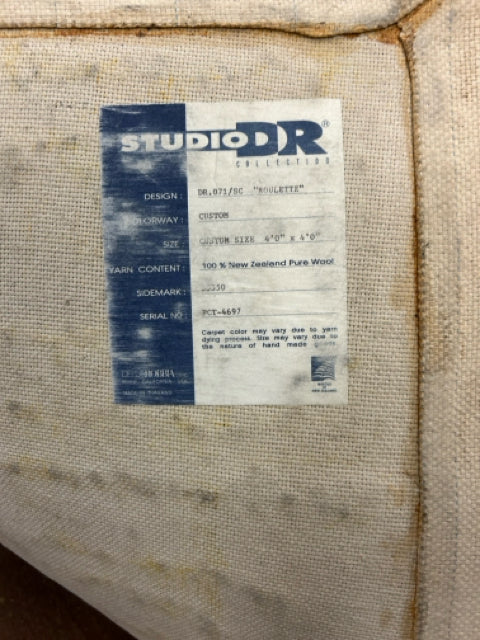 STUDIO DR®
COLLECTION
DESIGN : DR.071/SC "ROULETTE"
COLORWAY : CUSTOM
SIZE : CUSTOM SIZE 4'0" x 4'0"
YARN CONTENT : 100 % New Zealand Pure Wool
SIDEMARK :
SERIAL NO : PCT-4697
Carpet color may vary due to yarn
dying process. Size may vary due to
the nature of hand made goods.
MADE IN THAILAND